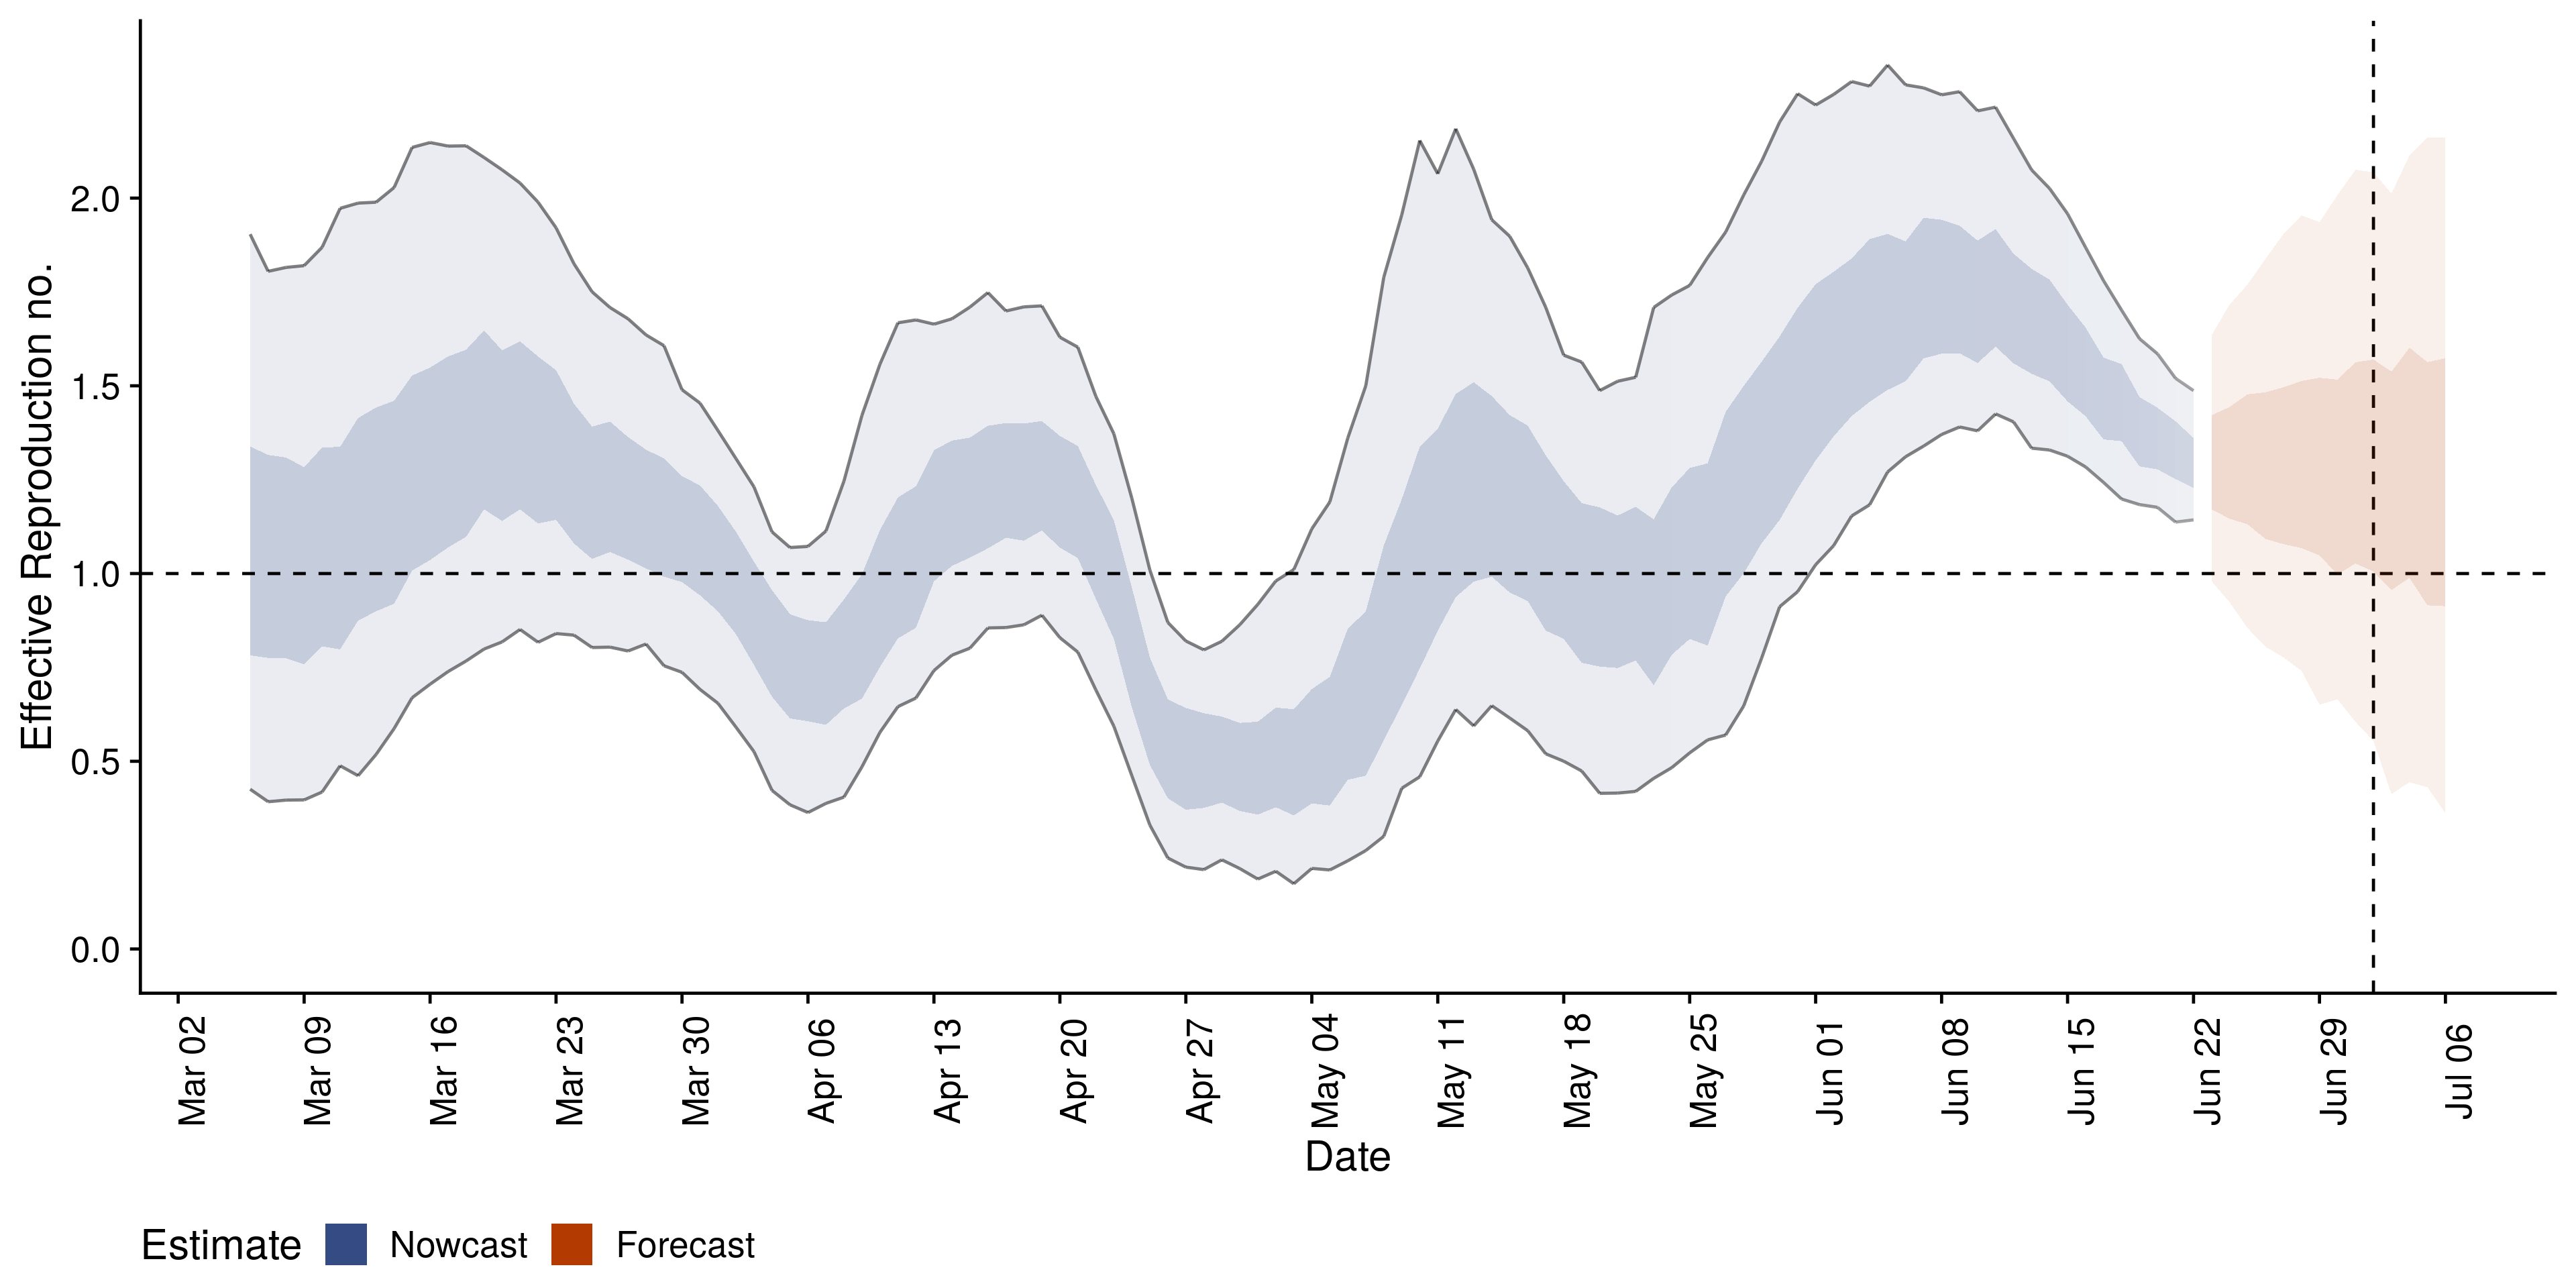 Effective Reproduction no.
2.0
1.5
1.0
0.5
0.0
Mar 02
Mar 09
Mar 16
Mar 23
Mar 30
Apr 06
Apr 13
Apr 20
Apr 27
May 04
May 11
May 18
May 25
Jun 01
Jun 08
Jun 15
Jun 22
Jun 29
Jul 06
Date
Estimate Nowcast Forecast